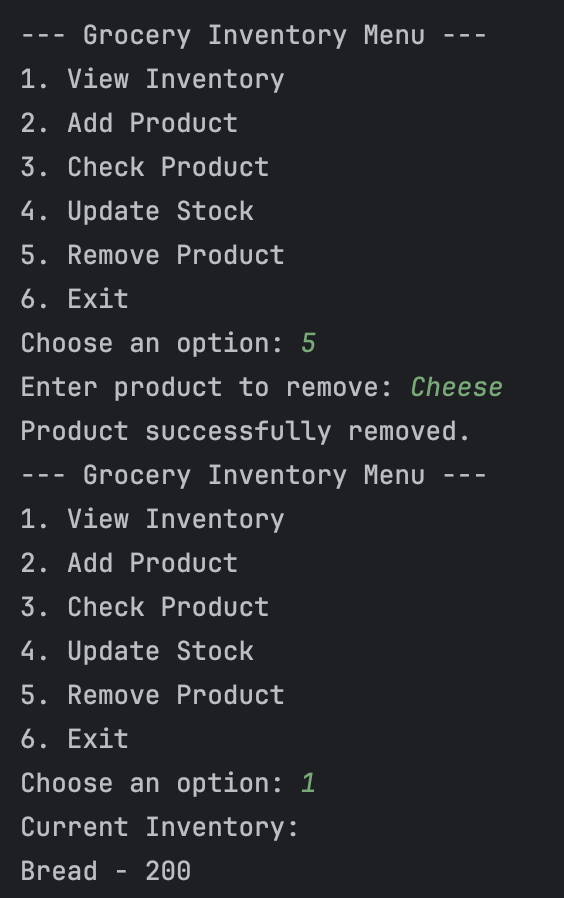 --- Grocery Inventory Menu ---
1. View Inventory
2. Add Product
3. Check Product
4. Update Stock
5. Remove Product
6. Exit
Choose an option: 5
Enter product to remove: Cheese
Product successfully removed.
--- Grocery Inventory Menu ---
1. View Inventory
2. Add Product
3. Check Product
4. Update Stock
5. Remove Product
6. Exit
Choose an option: 1
Current Inventory:
Bread - 200